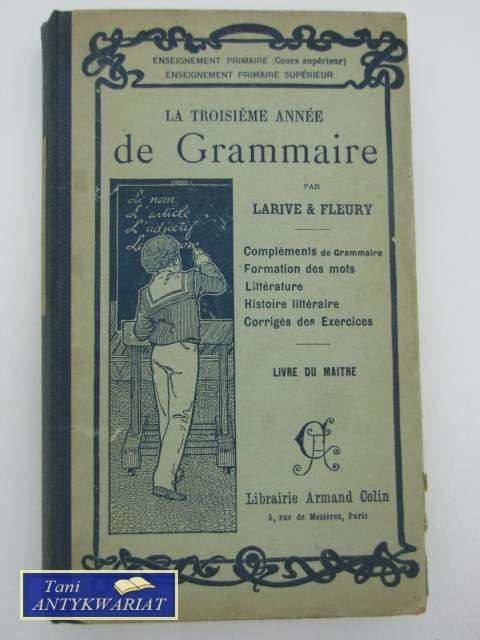 ENSEIGNEMENT PRIMAIRE (Cours supérieur)
ENSEIGNEMENT PRIMAIRE SUPÉRIEUR
LA TROISIÈME ANNÉE
de Grammaire
PAR
LARIVE & FLEURY
Le nom
L'article
L'adjectif
Compléments de Grammaire
Formation des mots
Littérature
Histoire littéraire
Corrigés des Exercices
LIVRE DU MAITRE
Librairie Armand Colin
5, rue de Mézières, Paris
Tani
ANTYKWARIAT